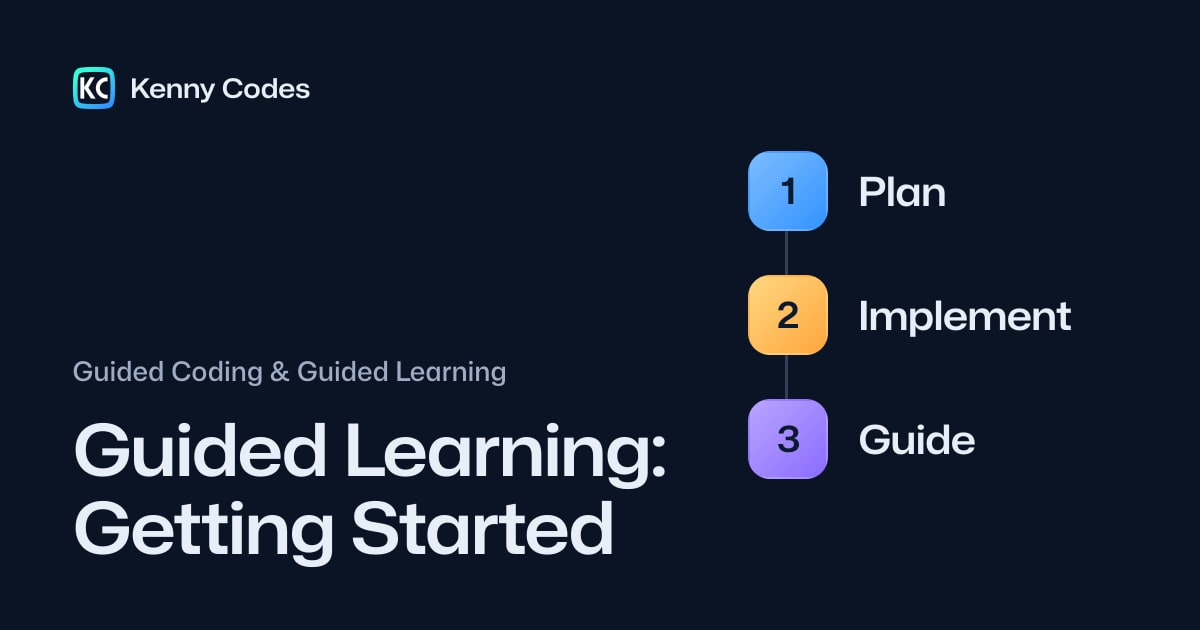 KC Kenny Codes
Guided Coding & Guided Learning
Guided Learning:
Getting Started
1 Plan
2 Implement
3 Guide